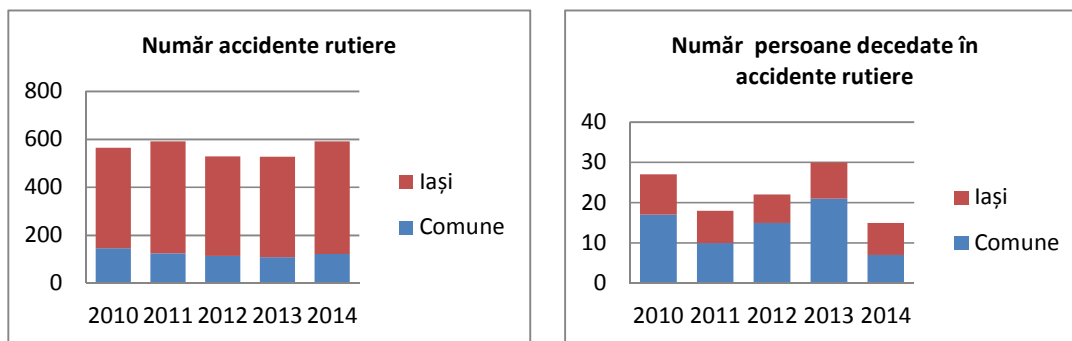 Număr accidente rutiere
800
600
400
200
0
2010 2011 2012 2013 2014
Iași
Comune
Număr persoane decedate în
accidente rutiere
40
30
20
10
0
2010 2011 2012 2013 2014
Iași
Comune